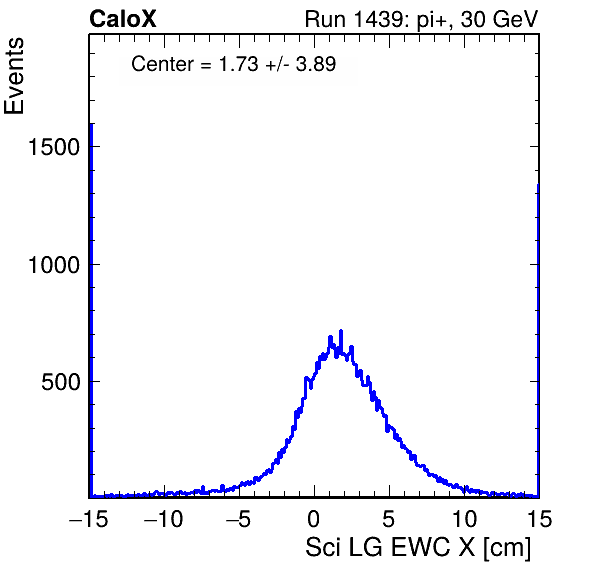 CaloX Run 1439: pi+, 30 GeV
Center = 1.73 +/- 3.89
Events
1500
1000
500
−15 −10 −5 0 5 10 15
Sci LG EWC X [cm]